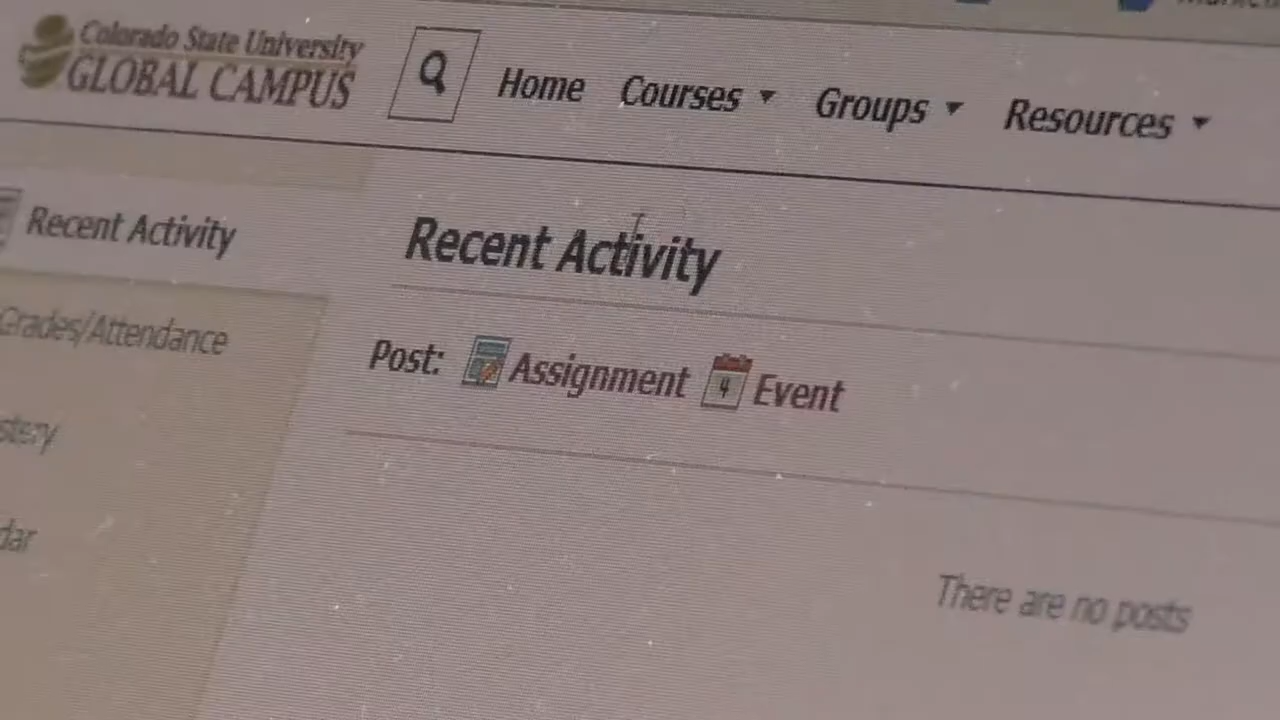 Colorado State University
GLOBAL CAMPUS
Home Courses Groups Resources
Recent Activity
Grades/Attendance
Recent Activity
Post: Assignment 4 Event
There are no posts